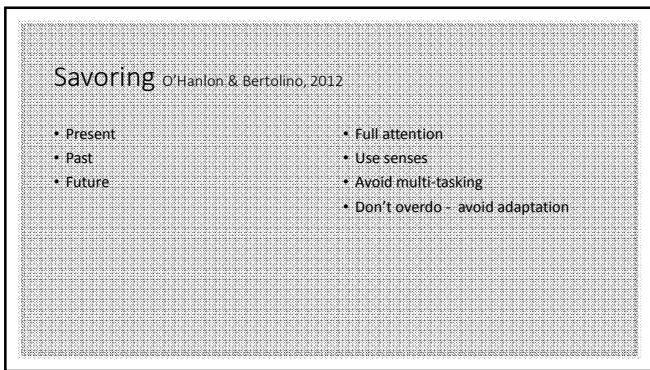 Savoring O'Hanlon & Bertolino, 2012
• Present
• Past
• Future
• Full attention
• Use senses
• Avoid multi-tasking
• Don't overdo - avoid adaptation